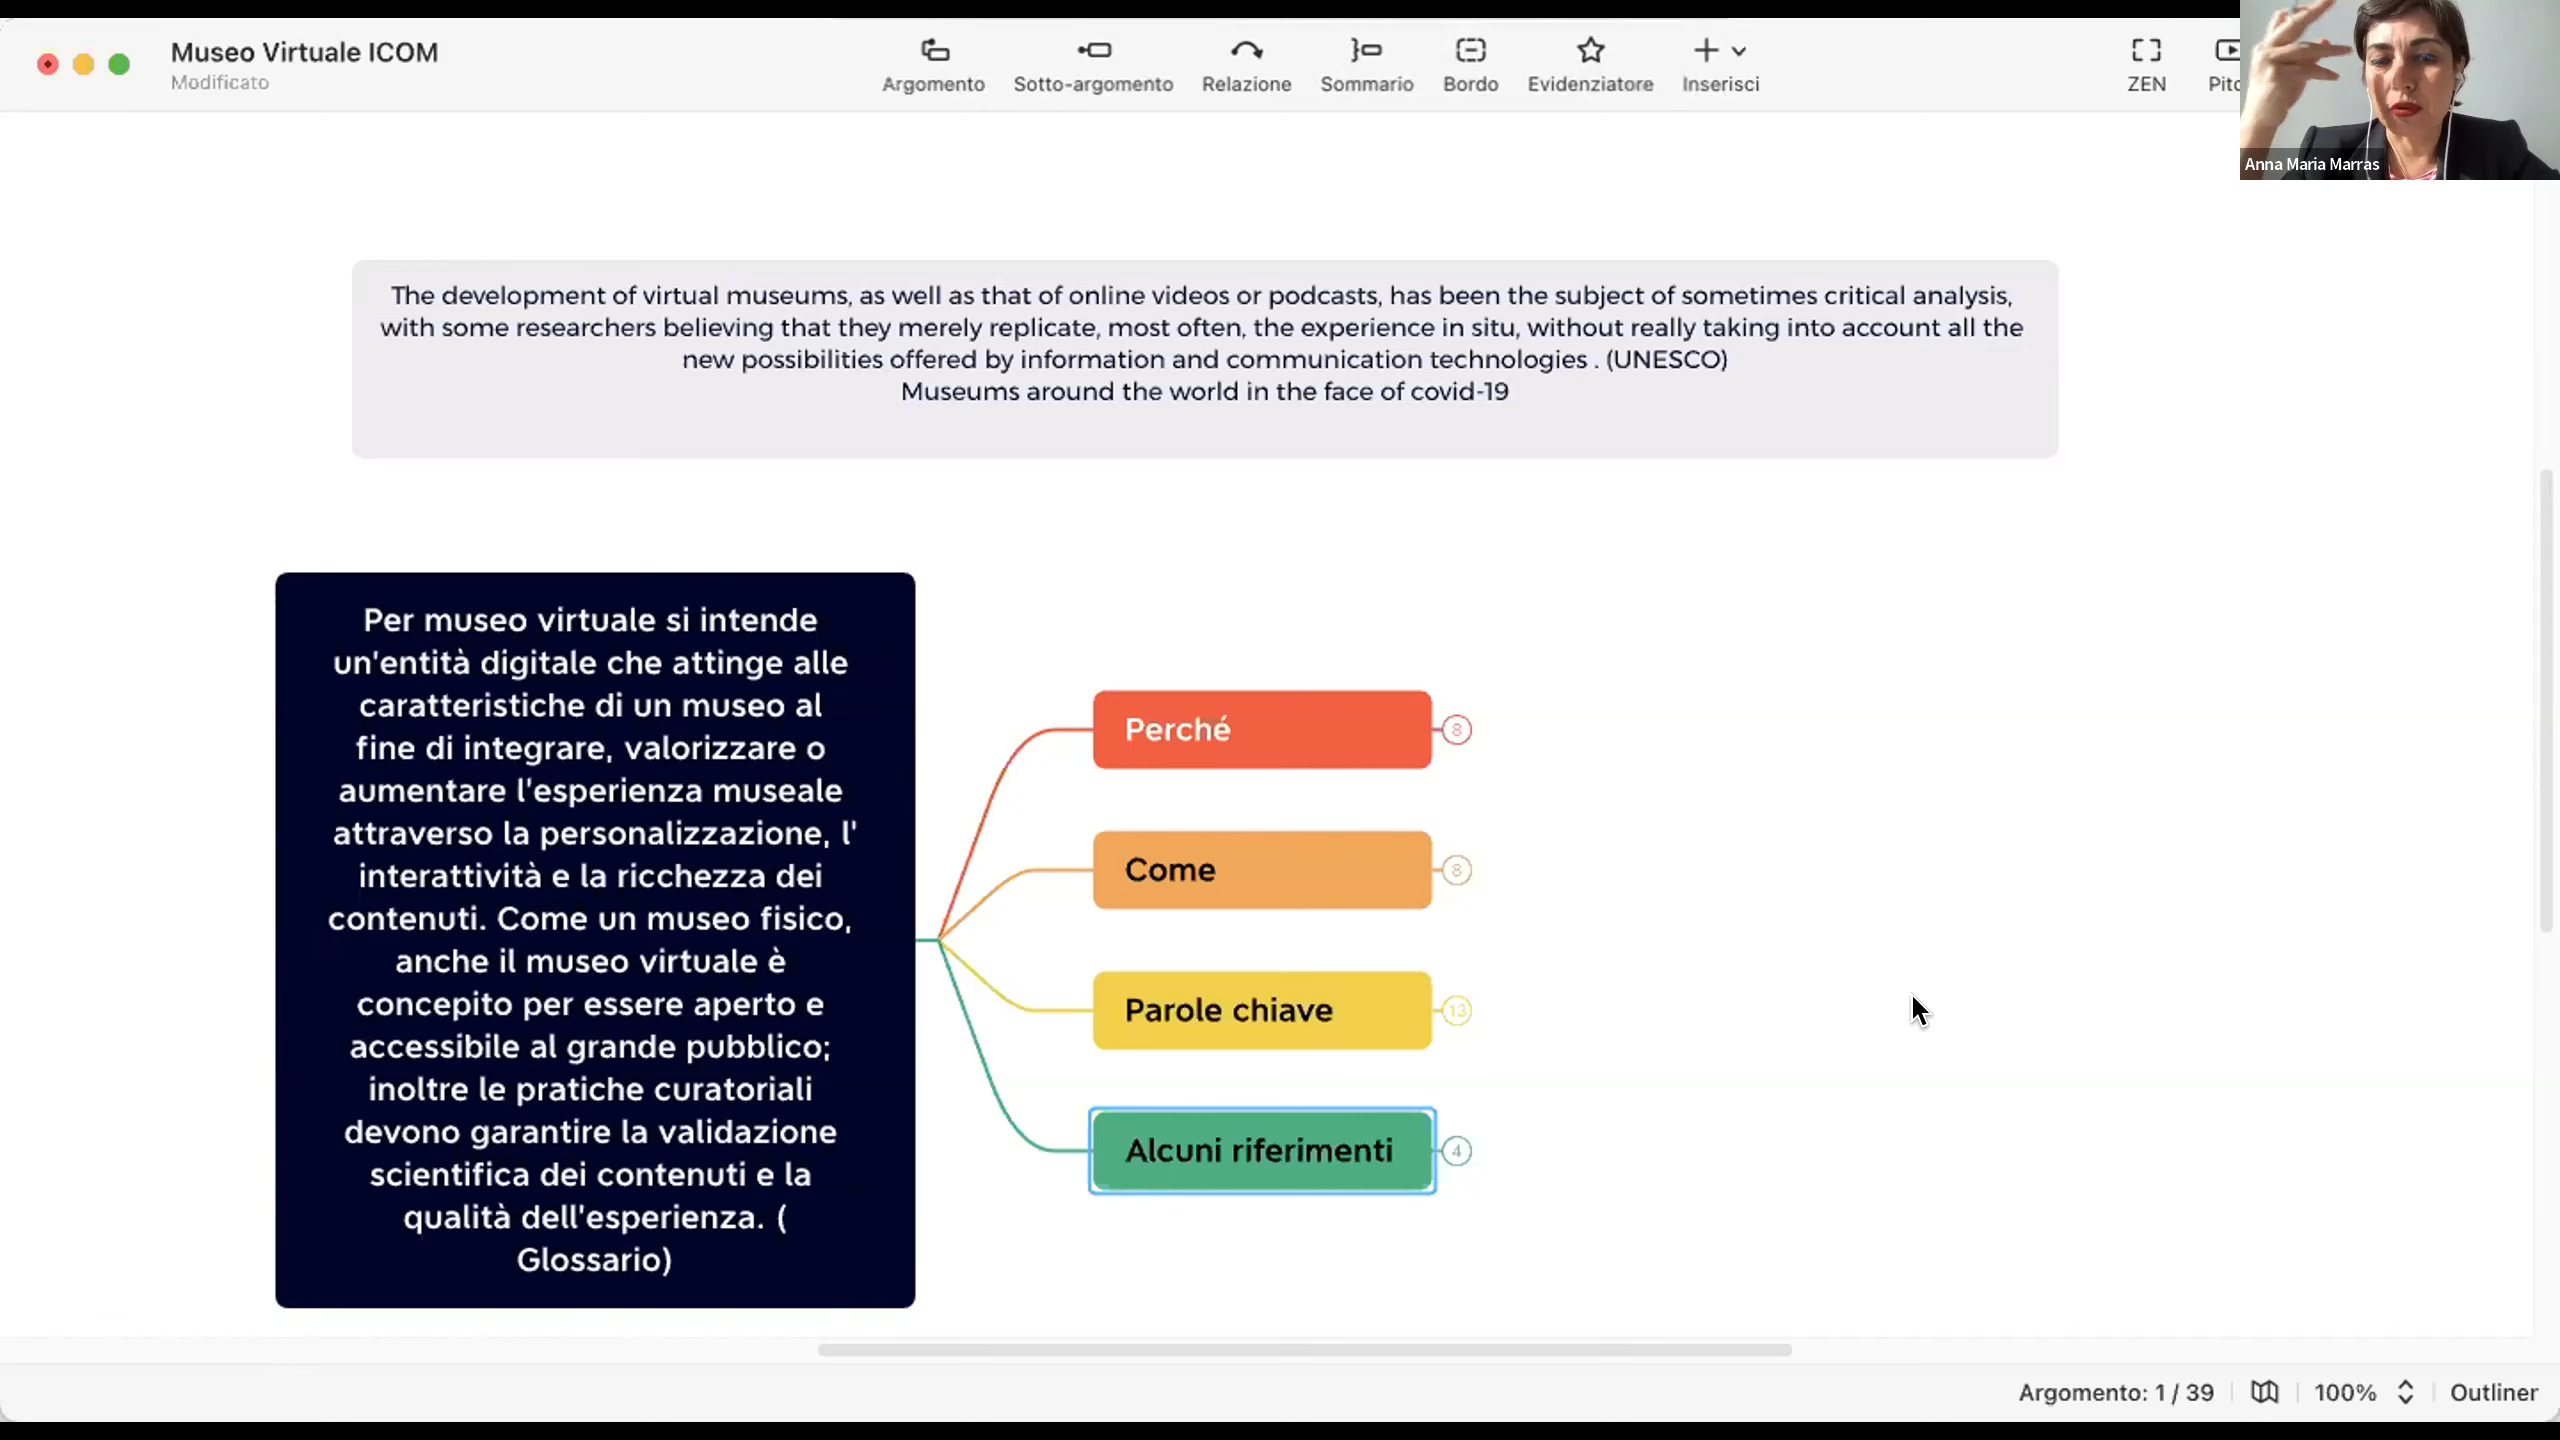 Museo Virtuale ICOM
Modificato
Argomento
Sotto-argomento
Relazione
Sommario
Bordo
Evidenziatore
Inserisci
ZEN
Anna Maria Marras
The development of virtual museums, as well as that of online videos or podcasts, has been the subject of sometimes critical analysis,
with some researchers believing that they merely replicate, most often, the experience in situ, without really taking into account all the
new possibilities offered by information and communication technologies . (UNESCO)
Museums around the world in the face of covid-19
Per museo virtuale si intende
un'entità digitale che attinge alle
caratteristiche di un museo al
fine di integrare, valorizzare o
aumentare l'esperienza museale
attraverso la personalizzazione, l'
interattività e la ricchezza dei
contenuti. Come un museo fisico,
anche il museo virtuale è
concepito per essere aperto e
accessibile al grande pubblico;
inoltre le pratiche curatoriali
devono garantire la validazione
scientifica dei contenuti e la
qualità dell'esperienza. (
Glossario)
Perché
8
Come
8
Parole chiave
13
Alcuni riferimenti
4
Argomento: 1 / 39
100%
Outliner